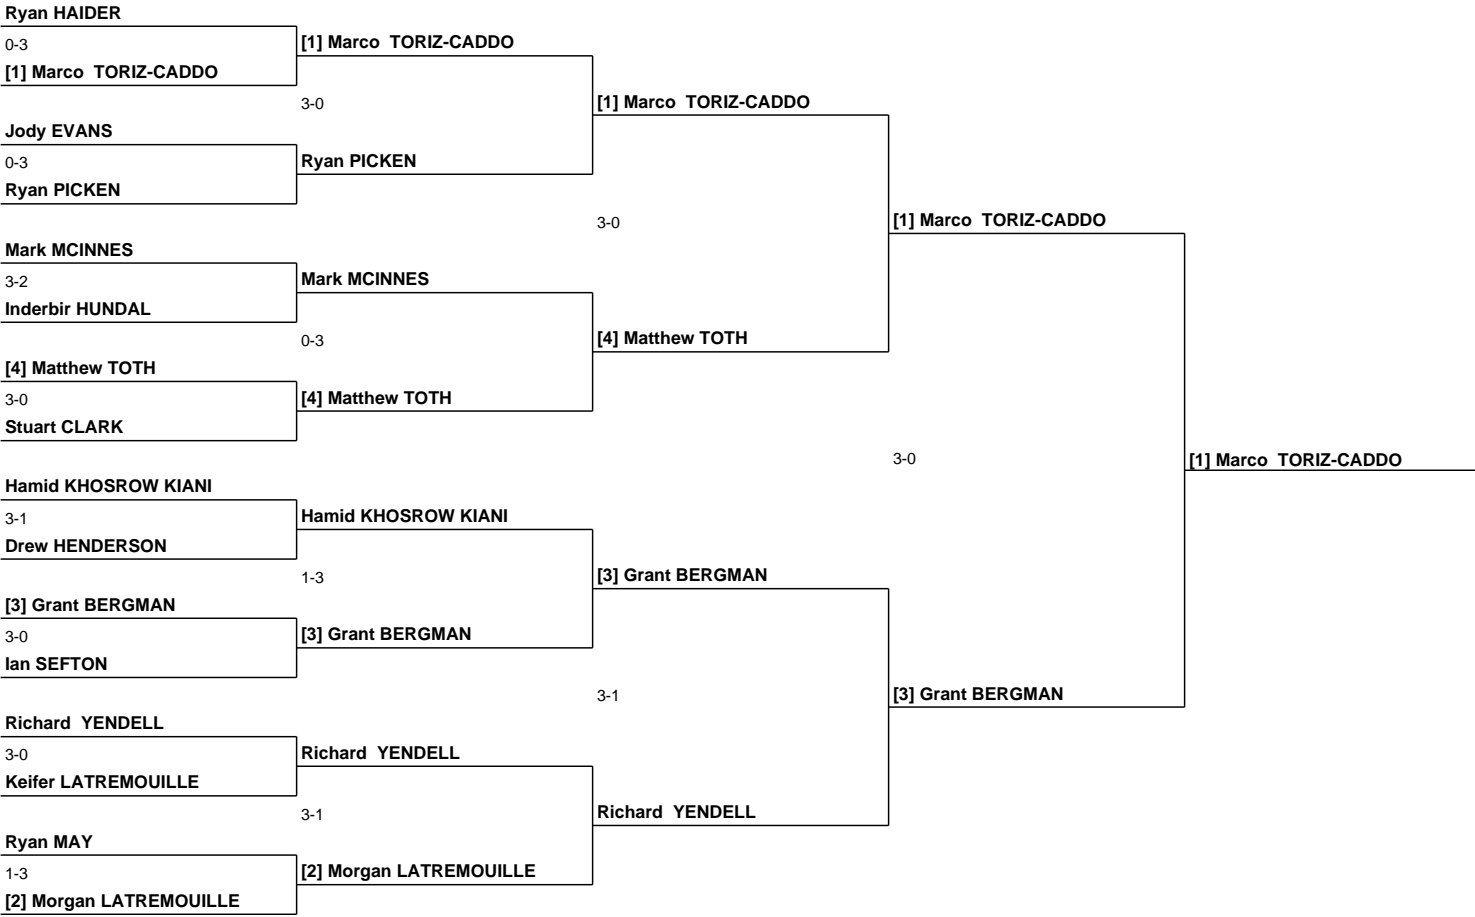 Ryan HAIDER
0-3
[1] Marco  TORIZ-CADDO
[1] Marco  TORIZ-CADDO
3-0
[1] Marco  TORIZ-CADDO
Jody EVANS
0-3
Ryan PICKEN
Ryan PICKEN
3-0
[1] Marco  TORIZ-CADDO
Mark MCINNES
3-2
Mark MCINNES
Inderbir HUNDAL
0-3
[4] Matthew TOTH
[4] Matthew TOTH
3-0
[4] Matthew TOTH
Stuart CLARK
3-0
[1] Marco  TORIZ-CADDO
Hamid KHOSROW KIANI
3-1
Hamid KHOSROW KIANI
Drew HENDERSON
1-3
[3] Grant BERGMAN
[3] Grant BERGMAN
3-0
[3] Grant BERGMAN
Ian SEFTON
3-1
[3] Grant BERGMAN
Richard  YENDELL
3-0
Richard  YENDELL
Keifer LATREMOUILLE
3-1
Richard  YENDELL
Ryan MAY
1-3
[2] Morgan LATREMOUILLE
[2] Morgan LATREMOUILLE